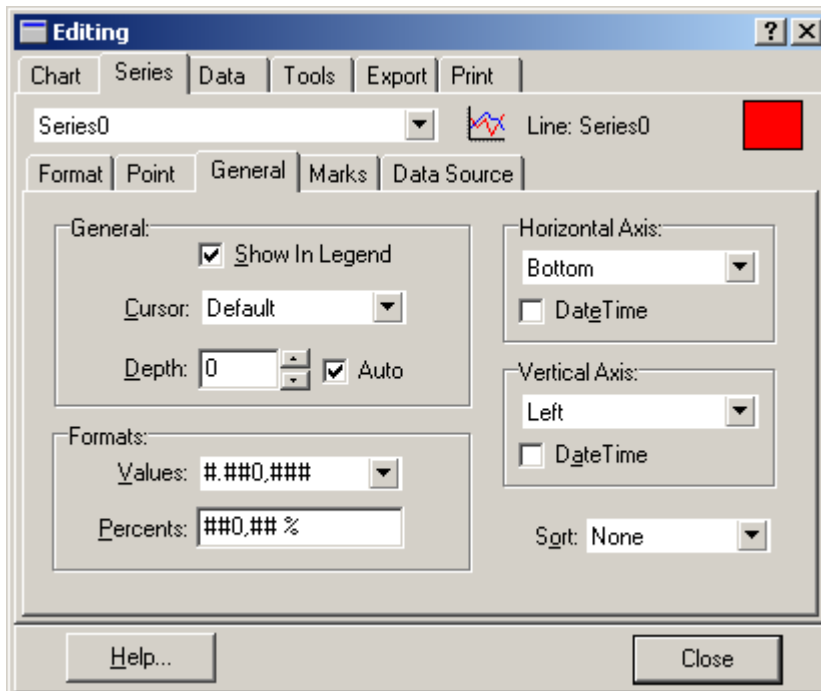 Editing
Chart Series Data Tools Export Print
Series0 Line: Series0
Format Point General Marks Data Source
General:
Show In Legend
Cursor: Default
Depth: 0 Auto
Formats:
Values: #.##0,###
Percents: ##0,## %
Horizontal Axis:
Bottom
DateTime
Vertical Axis:
Left
DateTime
Sort: None
Help... Close